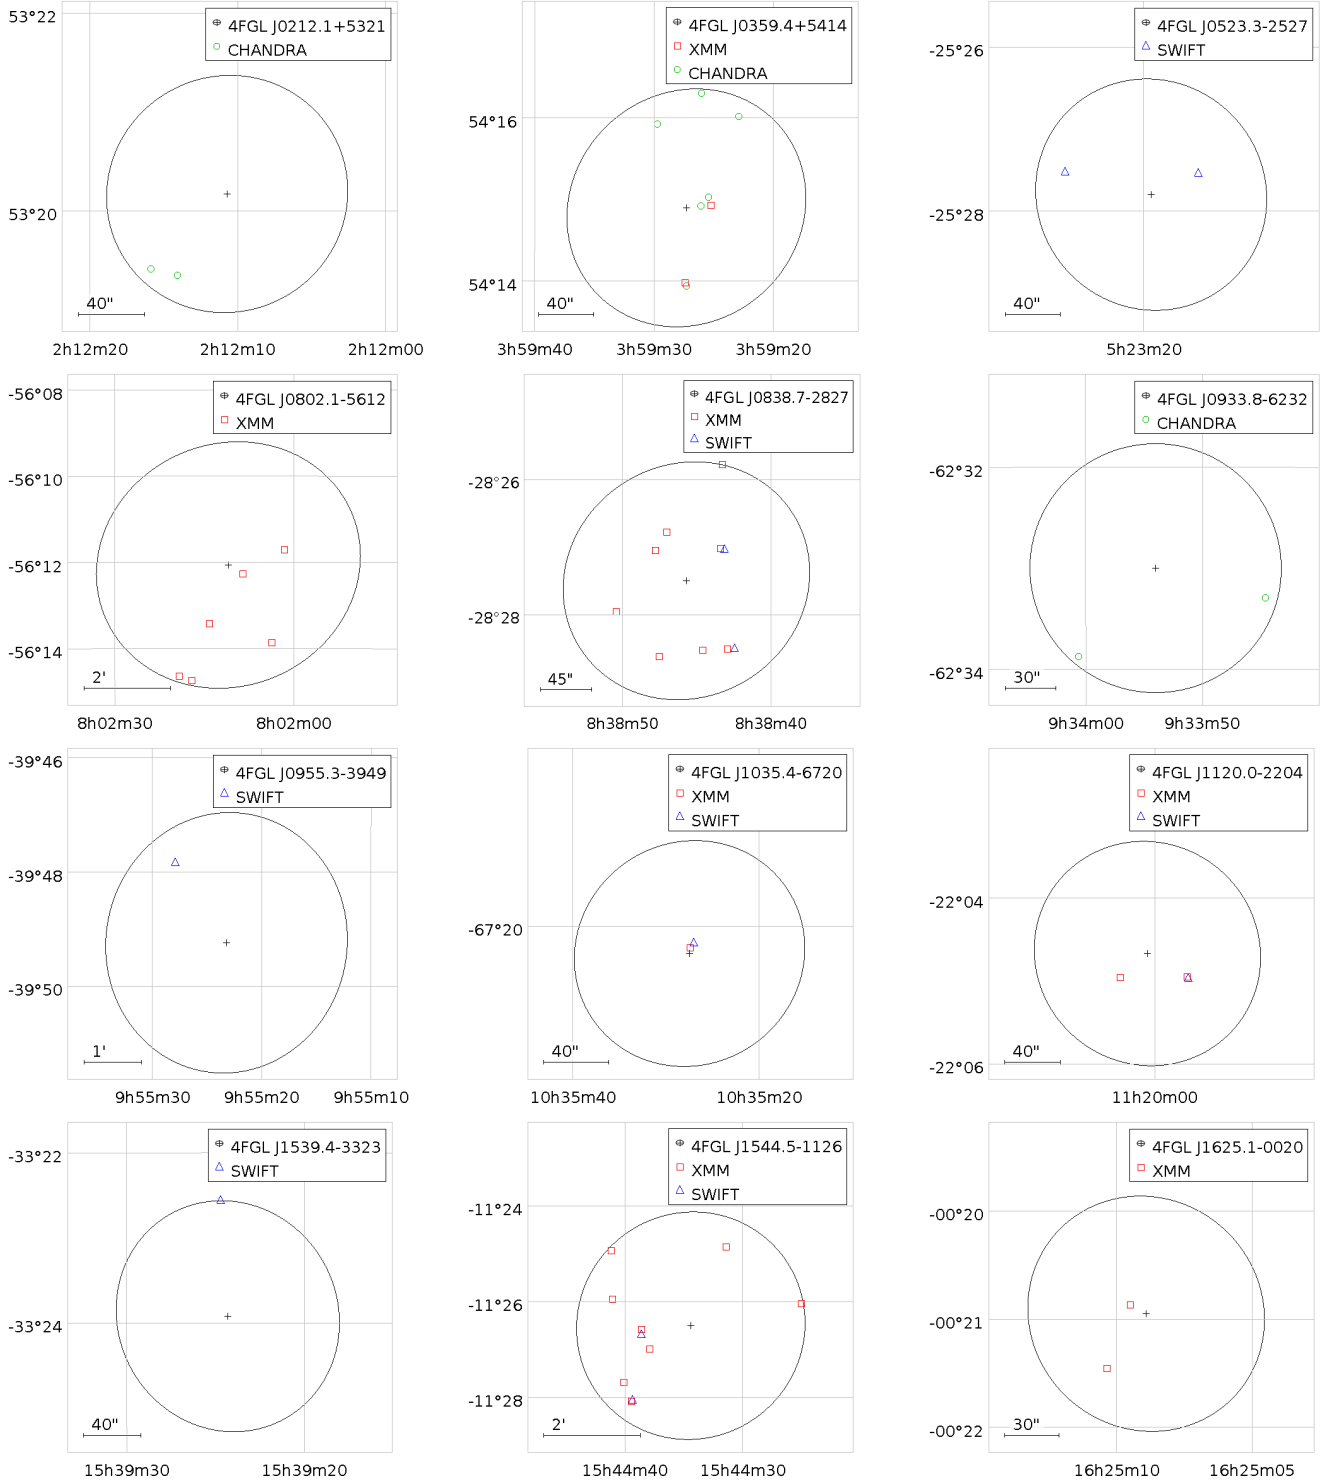 53°22
4FGL J0212.1+5321
CHANDRA
53°20
40"
2h12m20 2h12m10 2h12m00
4FGL J0359.4+5414
XMM
CHANDRA
54°16
54°14
40"
3h59m40 3h59m30 3h59m20
4FGL J0523.3-2527
SWIFT
-25°26
-25°28
40"
5h23m20
-56°08
4FGL J0802.1-5612
XMM
-56°10
-56°12
-56°14
2'
8h02m30 8h02m00
4FGL J0838.7-2827
XMM
SWIFT
-28°26
-28°28
45"
8h38m50 8h38m40
4FGL J0933.8-6232
CHANDRA
-62°32
-62°34
30"
9h34m00 9h33m50
-39°46
4FGL J0955.3-3949
SWIFT
-39°48
-39°50
1'
9h55m30 9h55m20 9h55m10
4FGL J1035.4-6720
XMM
SWIFT
-67°20
40"
10h35m40 10h35m20
4FGL J1120.0-2204
XMM
SWIFT
-22°04
-22°06
40"
11h20m00
4FGL J1539.4-3323
SWIFT
-33°22
-33°24
40"
15h39m30 15h39m20
4FGL J1544.5-1126
XMM
SWIFT
-11°24
-11°26
-11°28
2'
15h44m40 15h44m30
4FGL J1625.1-0020
XMM
-00°20
-00°21
-00°22
30"
16h25m10 16h25m05